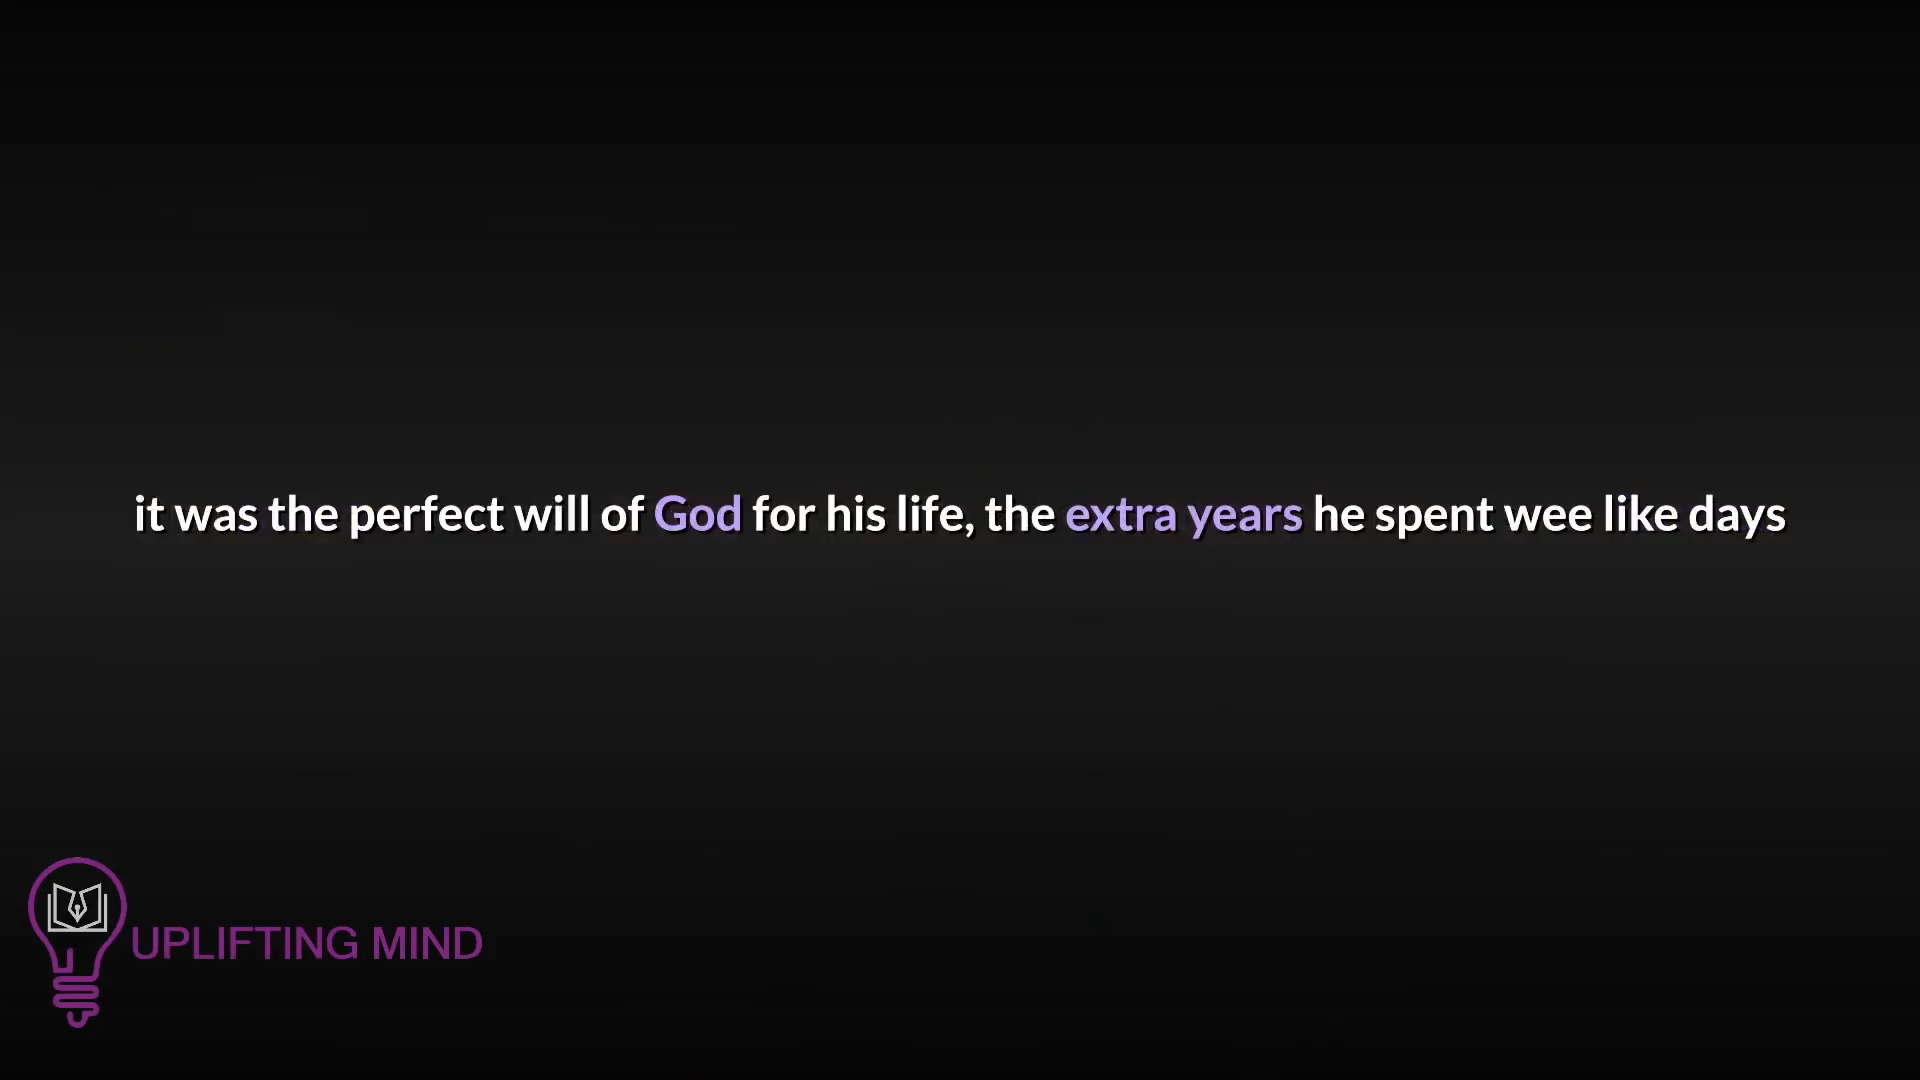 it was the perfect will of God for his life, the extra years he spent wee like days
UPLIFTING MIND